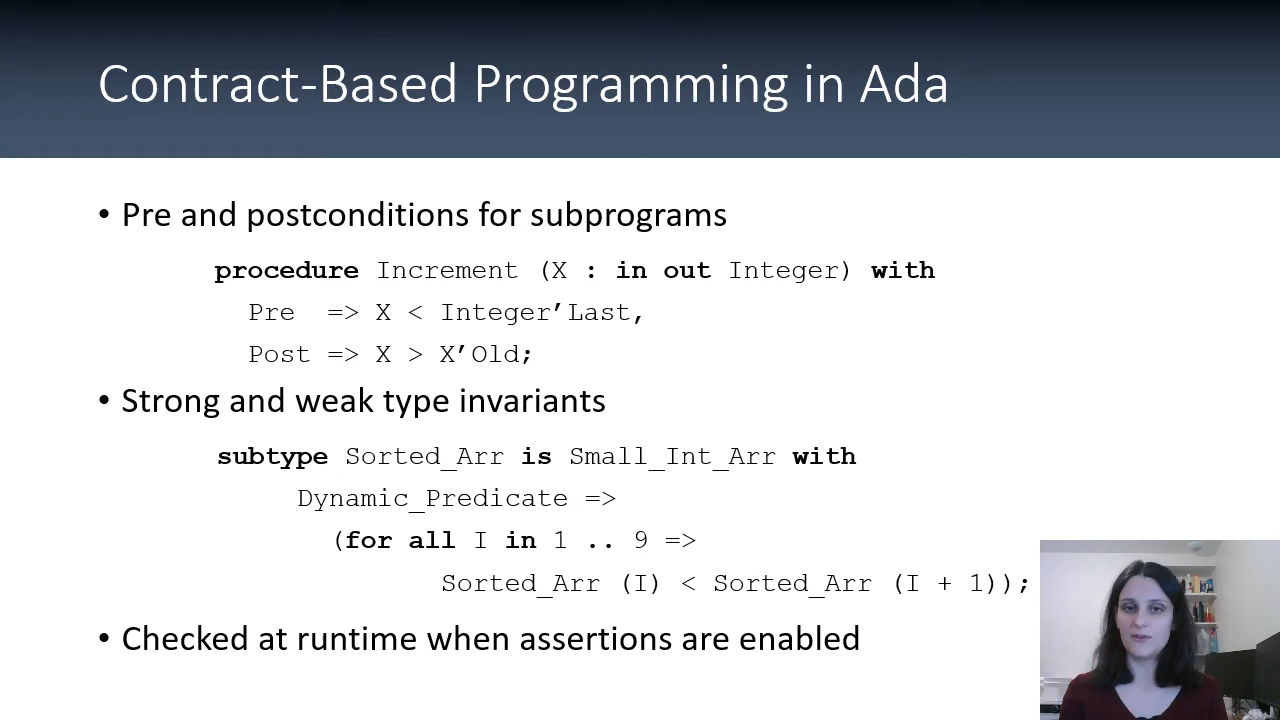 Contract-Based Programming in Ada
• Pre and postconditions for subprograms
procedure Increment (X : in out Integer) with
Pre => X < Integer’Last,
Post => X > X’Old;
• Strong and weak type invariants
subtype Sorted_Arr is Small_Int_Arr with
Dynamic_Predicate =>
(for all I in 1 .. 9 =>
Sorted_Arr (I) < Sorted_Arr (I + 1));
• Checked at runtime when assertions are enabled